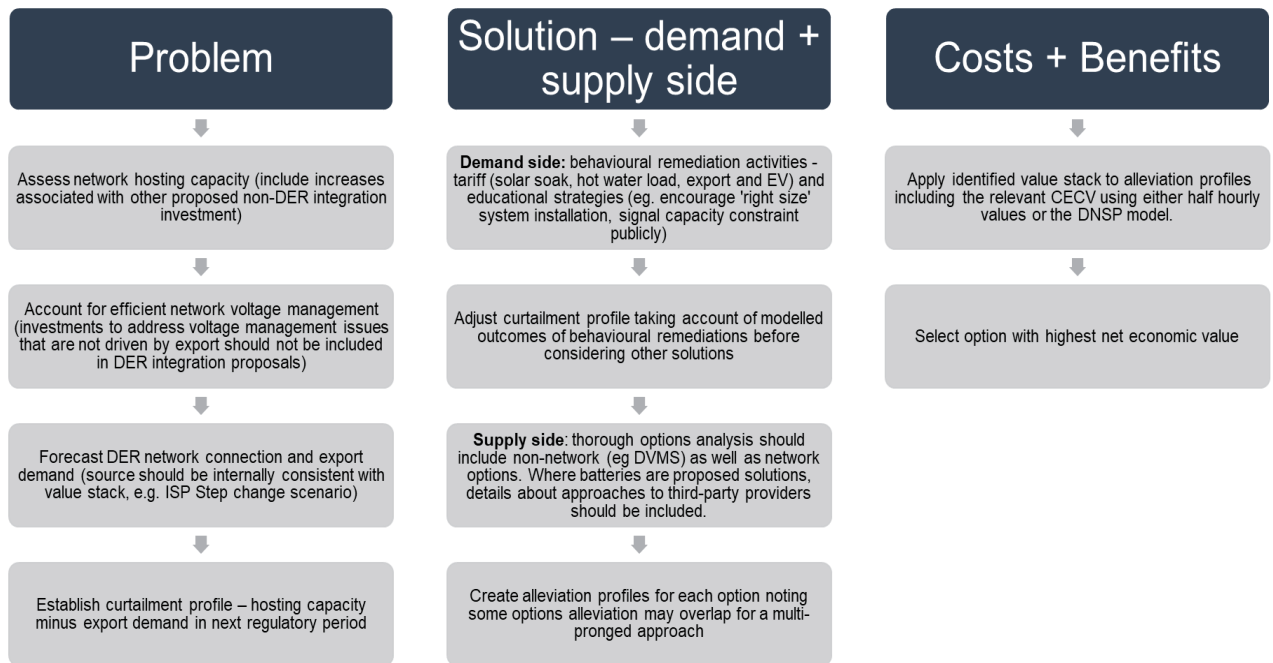 Problem
Assess network hosting capacity (include increases
associated with other proposed non-DER integration
investment)
Account for efficient network voltage management
(investments to address voltage management issues
that are not driven by export should not be included
in DER integration proposals)
Forecast DER network connection and export
demand (source should be internally consistent with
value stack, e.g. ISP Step change scenario)
Establish curtailment profile – hosting capacity
minus export demand in next regulatory period
Solution – demand +
supply side
Demand side: behavioural remediation activities -
tariff (solar soak, hot water load, export and EV) and
educational strategies (eg. encourage 'right size'
system installation, signal capacity constraint
publicly)
Adjust curtailment profile taking account of modelled
outcomes of behavioural remediations before
considering other solutions
Supply side: thorough options analysis should
include non-network (eg DVMS) as well as network
options. Where batteries are proposed solutions,
details about approaches to third-party providers
should be included.
Create alleviation profiles for each option noting
some options alleviation may overlap for a multi-
pronged approach
Costs + Benefits
Apply identified value stack to alleviation profiles
including the relevant CECV using either half hourly
values or the DNSP model.
Select option with highest net economic value